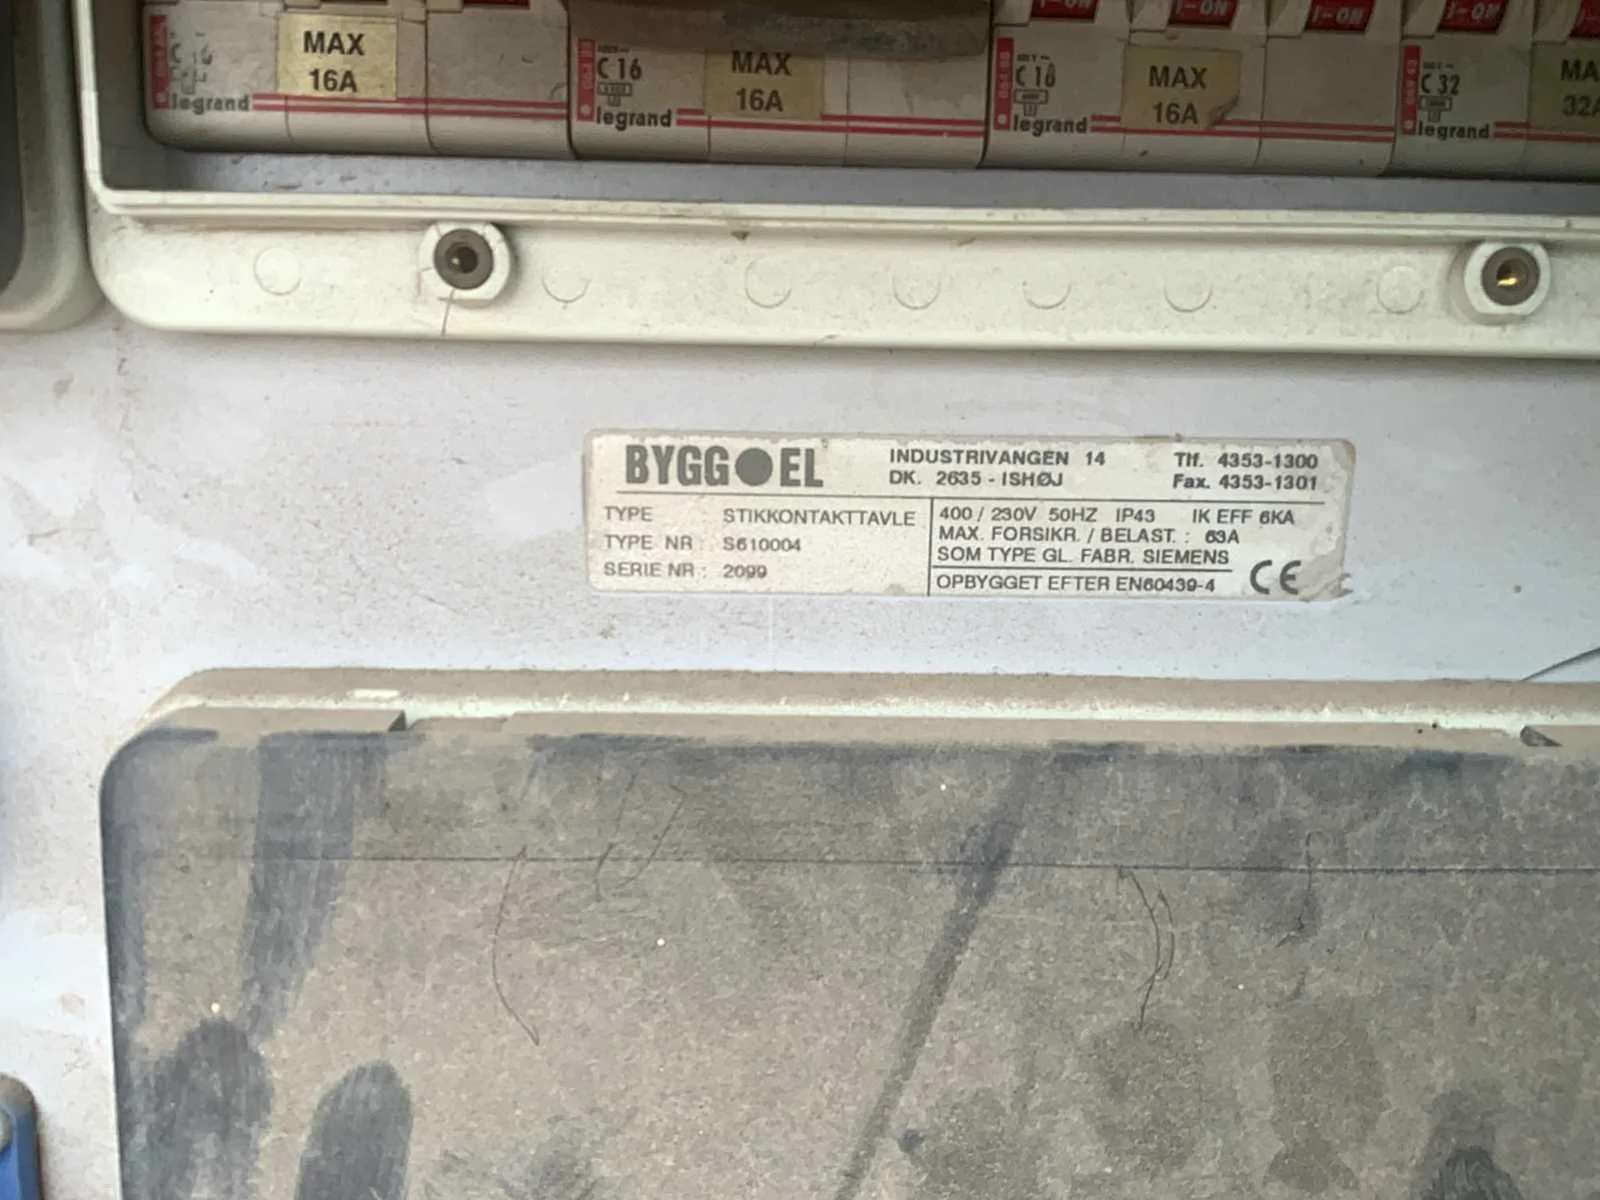 I-ON I-ON I-ON I-ON
C 16 MAX 16A legrand
C 16 MAX 16A legrand
C 16 MAX 16A legrand
C 32 MA 32A legrand
BYGG EL
INDUSTRIVANGEN 14
DK. 2635 - ISHØJ
Tlf. 4353-1300
Fax. 4353-1301
TYPE : STIKKONTAKTTAVLE
TYPE NR : S610004
SERIE NR : 2099
400 / 230V 50HZ IP43 IK EFF 6KA
MAX. FORSIKR. / BELAST. : 63A
SOM TYPE GL. FABR. SIEMENS
OPBYGGET EFTER EN60439-4
CE